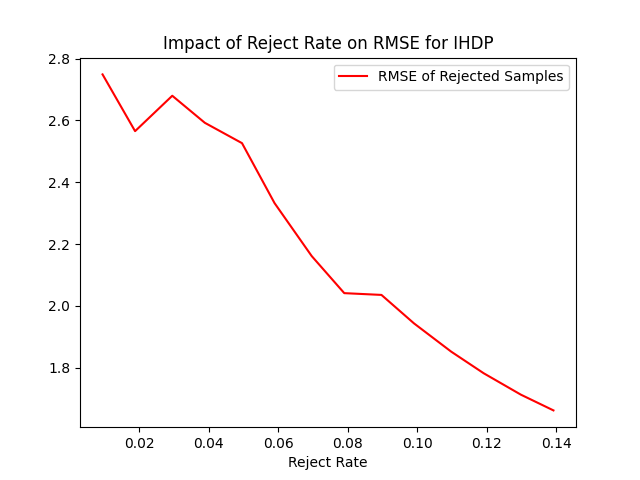 Impact of Reject Rate on RMSE for IHDP
RMSE of Rejected Samples
2.8
2.6
2.4
2.2
2.0
1.8
0.02 0.04 0.06 0.08 0.10 0.12 0.14
Reject Rate